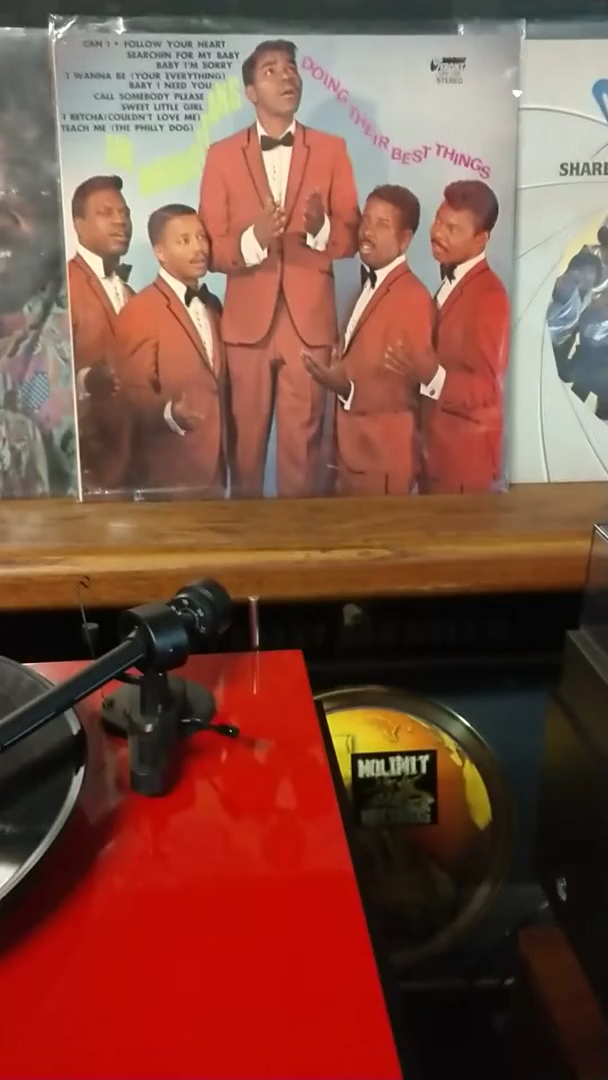 CAN I • FOLLOW YOUR HEART
SEARCHIN FOR MY BABY
BABY I'M SORRY
I WANNA BE (YOUR EVERYTHING)
BABY I NEED YOU
CALL SOMEBODY PLEASE
SWEET LITTLE GIRL
I BETCHA (COULDN'T LOVE ME)
TEACH ME (THE PHILLY DOG)
DOING THEIR BEST THINGS
STEREO
NOLIMIT